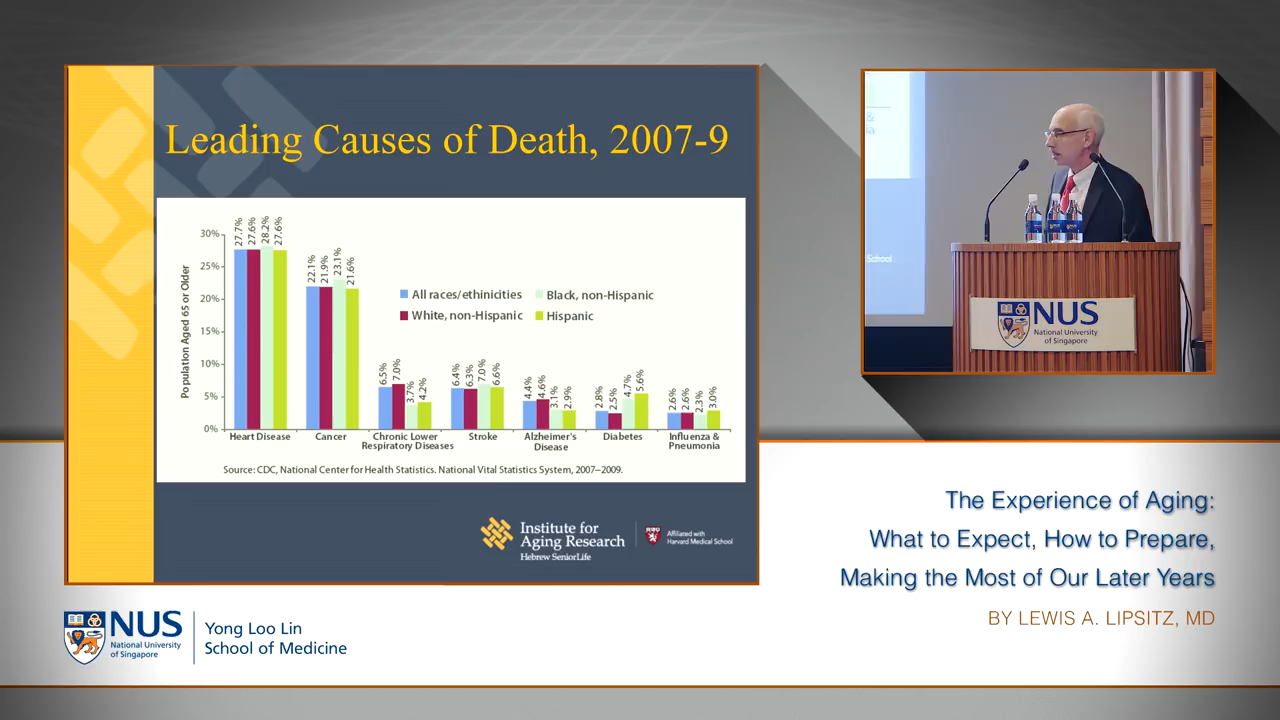 Leading Causes of Death, 2007-9
Population Aged 65 or Older
30%
25%
20%
15%
10%
5%
0%
27.7%
27.6%
28.2%
27.6%
22.1%
21.9%
23.1%
21.6%
6.5%
7.0%
3.7%
4.2%
6.4%
6.3%
7.0%
6.6%
4.4%
4.6%
3.1%
2.9%
2.8%
2.5%
4.7%
5.6%
2.6%
2.6%
2.3%
3.0%
All races/ethinicities
Black, non-Hispanic
White, non-Hispanic
Hispanic
Heart Disease
Cancer
Chronic Lower
Respiratory Diseases
Stroke
Alzheimer's
Disease
Diabetes
Influenza &
Pneumonia
Source: CDC, National Center for Health Statistics. National Vital Statistics System, 2007–2009.
Institute for
Aging Research
Hebrew SeniorLife
Affiliated with
Harvard Medical School
School
NUS
National University
of Singapore
The Experience of Aging:
What to Expect, How to Prepare,
Making the Most of Our Later Years
BY LEWIS A. LIPSITZ, MD
NUS
National University
of Singapore
Yong Loo Lin
School of Medicine